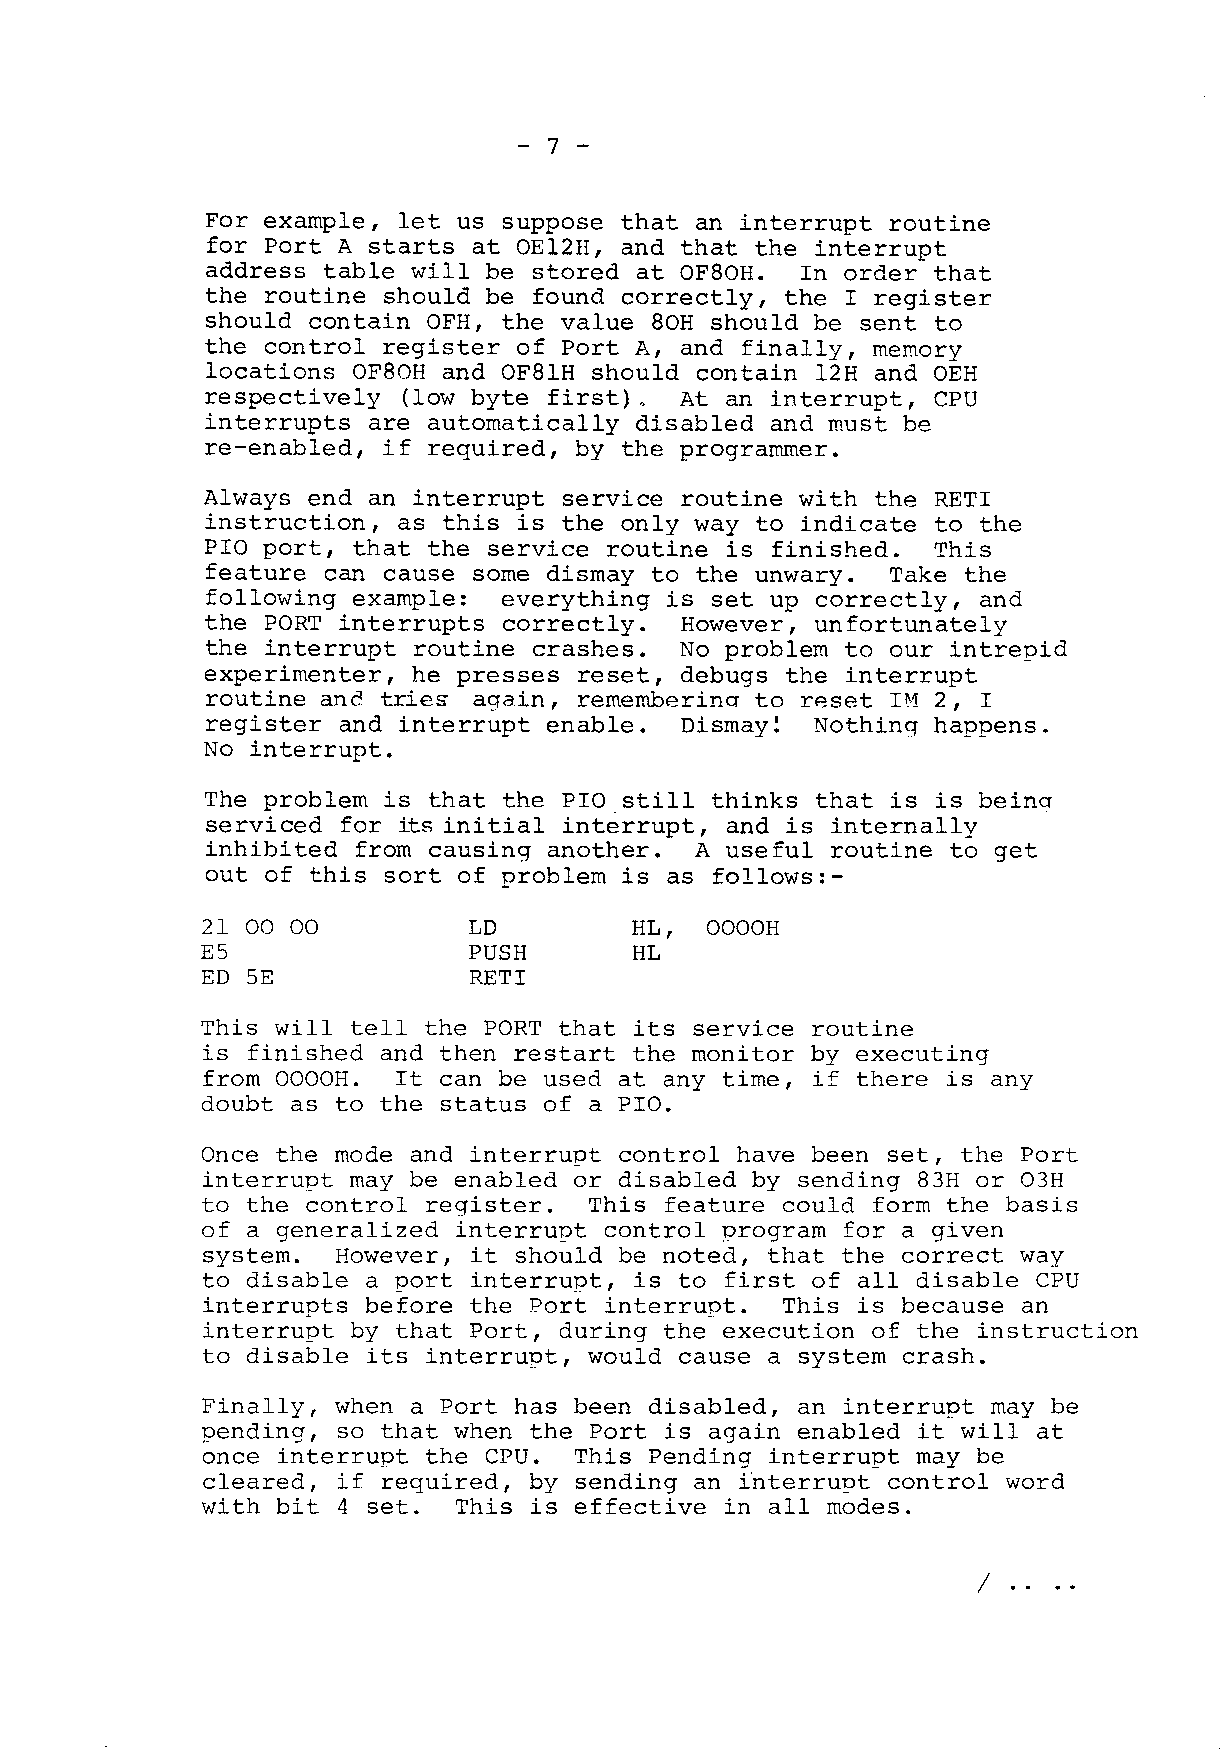 - 7 -
For example, let us suppose that an interrupt routine
for Port A starts at OE12H, and that the interrupt
address table will be stored at OF8OH.  In order that
the routine should be found correctly, the I register
should contain OFH, the value 8OH should be sent to
the control register of Port A, and finally, memory
locations OF8OH and OF81H should contain 12H and OEH
respectively (low byte first).  At an interrupt, CPU
interrupts are automatically disabled and must be
re-enabled, if required, by the programmer.
Always end an interrupt service routine with the RETI
instruction, as this is the only way to indicate to the
PIO port, that the service routine is finished.  This
feature can cause some dismay to the unwary.  Take the
following example:  everything is set up correctly, and
the PORT interrupts correctly.  However, unfortunately
the interrupt routine crashes.  No problem to our intrepid
experimenter, he presses reset, debugs the interrupt
routine and tries again, remembering to reset IM 2, I
register and interrupt enable.  Dismay!  Nothing happens.
No interrupt.
The problem is that the PIO still thinks that is is being
serviced for its initial interrupt, and is internally
inhibited from causing another.  A useful routine to get
out of this sort of problem is as follows:-
21 OO OO LD HL, OOOOH
E5 PUSH HL
ED 5E RETI
This will tell the PORT that its service routine
is finished and then restart the monitor by executing
from OOOOH.  It can be used at any time, if there is any
doubt as to the status of a PIO.
Once the mode and interrupt control have been set, the Port
interrupt may be enabled or disabled by sending 83H or O3H
to the control register.  This feature could form the basis
of a generalized interrupt control program for a given
system.  However, it should be noted, that the correct way
to disable a port interrupt, is to first of all disable CPU
interrupts before the Port interrupt.  This is because an
interrupt by that Port, during the execution of the instruction
to disable its interrupt, would cause a system crash.
Finally, when a Port has been disabled, an interrupt may be
pending, so that when the Port is again enabled it will at
once interrupt the CPU.  This Pending interrupt may be
cleared, if required, by sending an interrupt control word
with bit 4 set.  This is effective in all modes.
/ .. ..